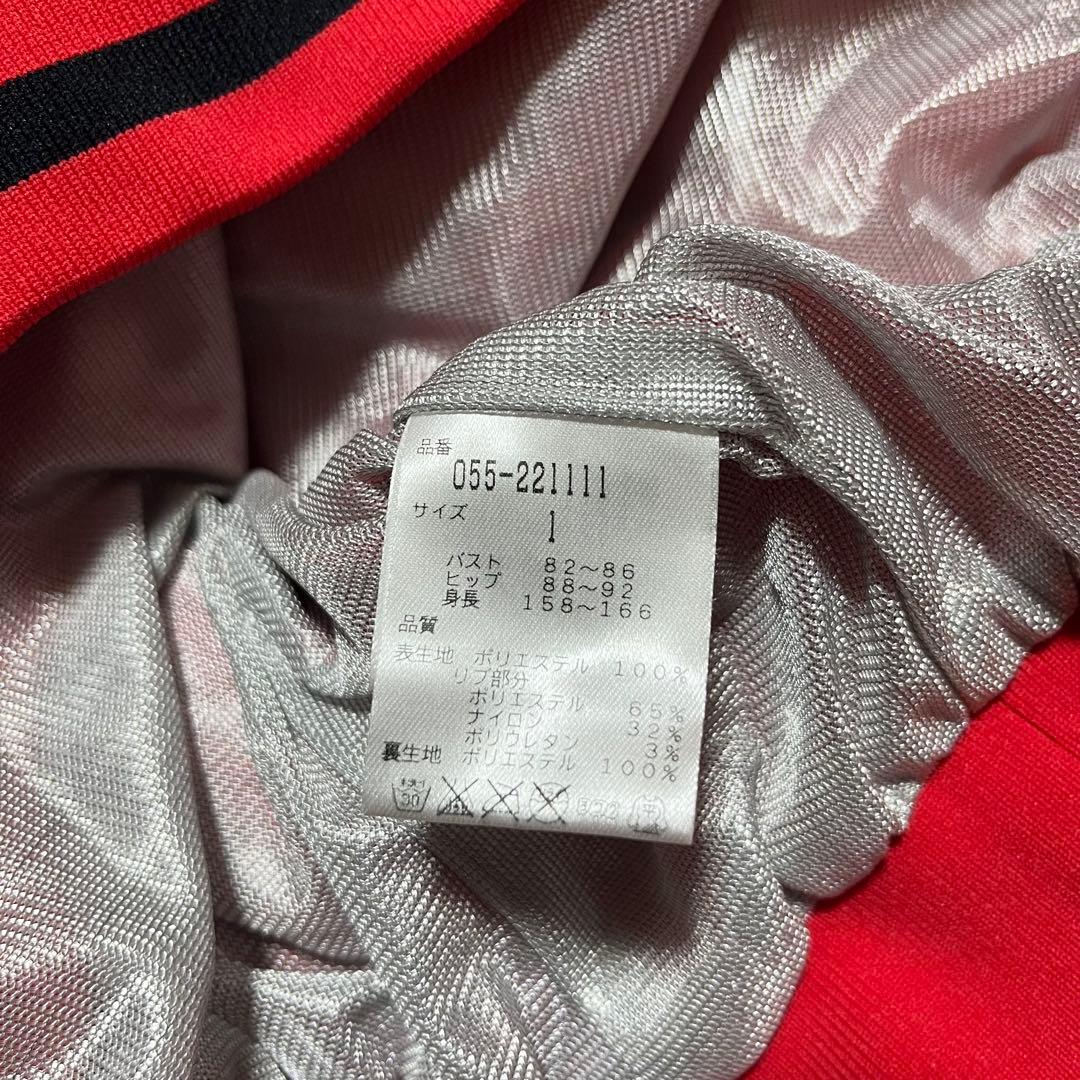 品番
055-221111
サイズ
1
バスト 82〜86
ヒップ 88〜92
身長 158〜166
品質
表生地 ポリエステル 100%
リブ部分
ポリエステル 65%
ナイロン 32%
ポリウレタン 3%
裏生地 ポリエステル 100%
30